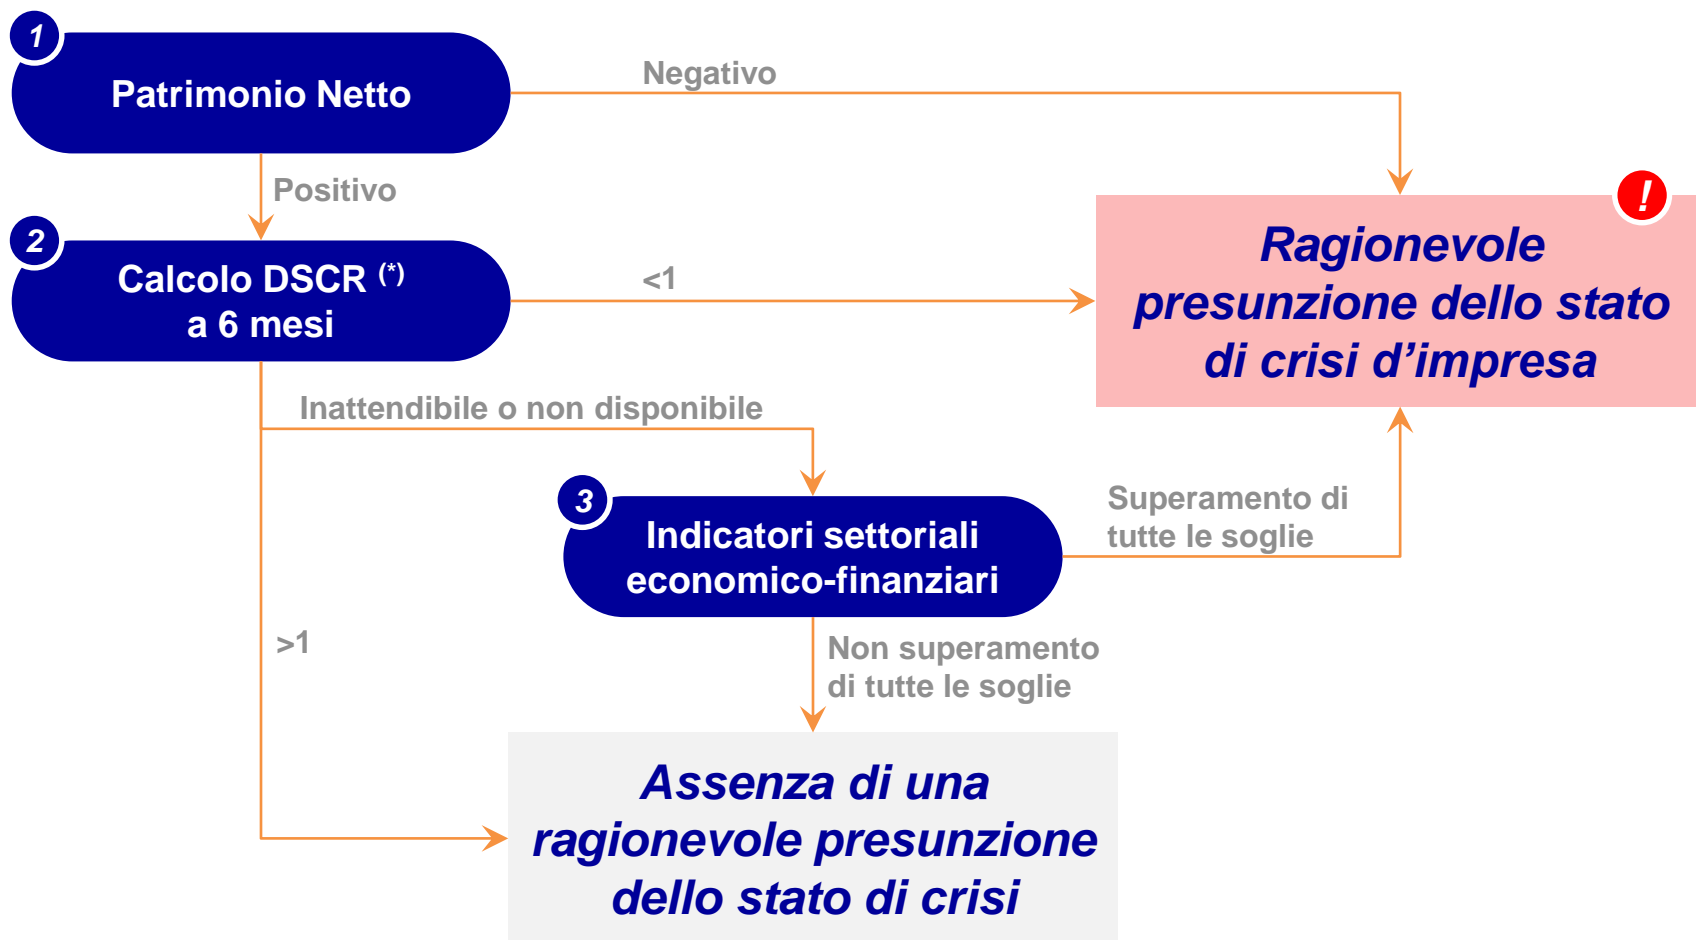 1
Patrimonio Netto
Negativo
Positivo
2
Calcolo DSCR (*)
a 6 mesi
<1
!
Ragionevole
presunzione dello stato
di crisi d’impresa
Inattendibile o non disponibile
3
Indicatori settoriali
economico-finanziari
Superamento di
tutte le soglie
>1
Non superamento
di tutte le soglie
Assenza di una
ragionevole presunzione
dello stato di crisi